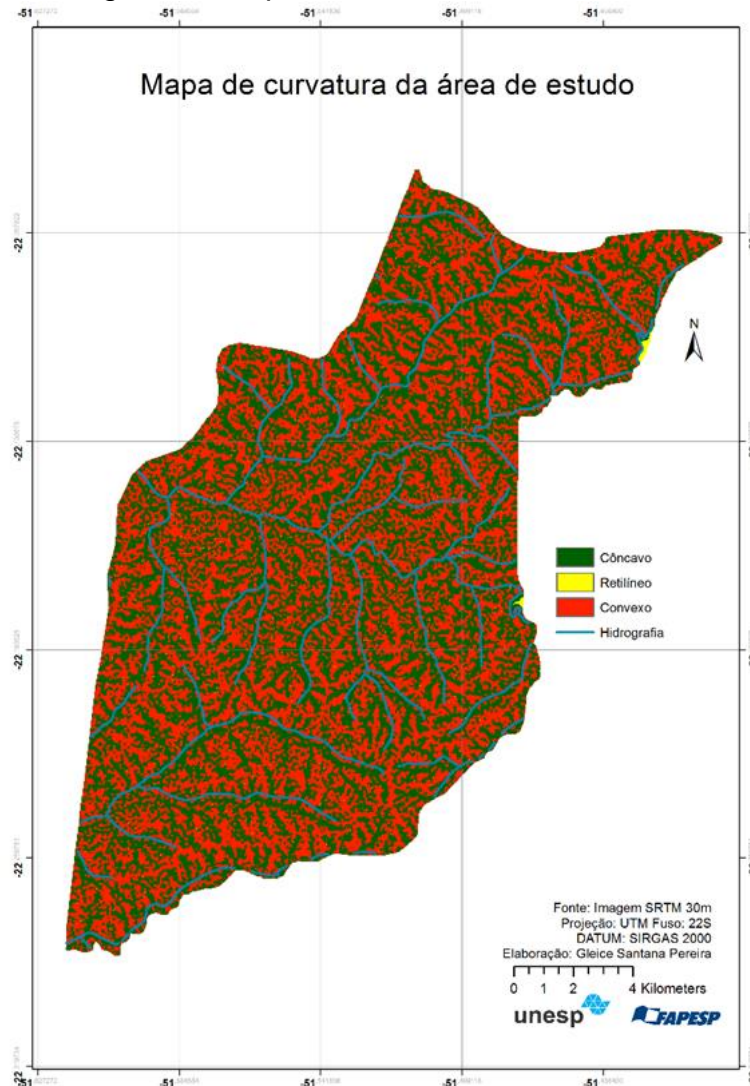 -51
-51
-51
-51
-51
Mapa de curvatura da área de estudo
-22
N
-22
Côncavo
Retilíneo
Convexo
Hidrografia
-22
-22
Fonte: Imagem SRTM 30m
Projeção: UTM Fuso: 22S
DATUM: SIRGAS 2000
Elaboração: Gleice Santana Pereira
0 1 2 4 Kilometers
unesp
FAPESP
-22
-51
-51
-51
-51
-51